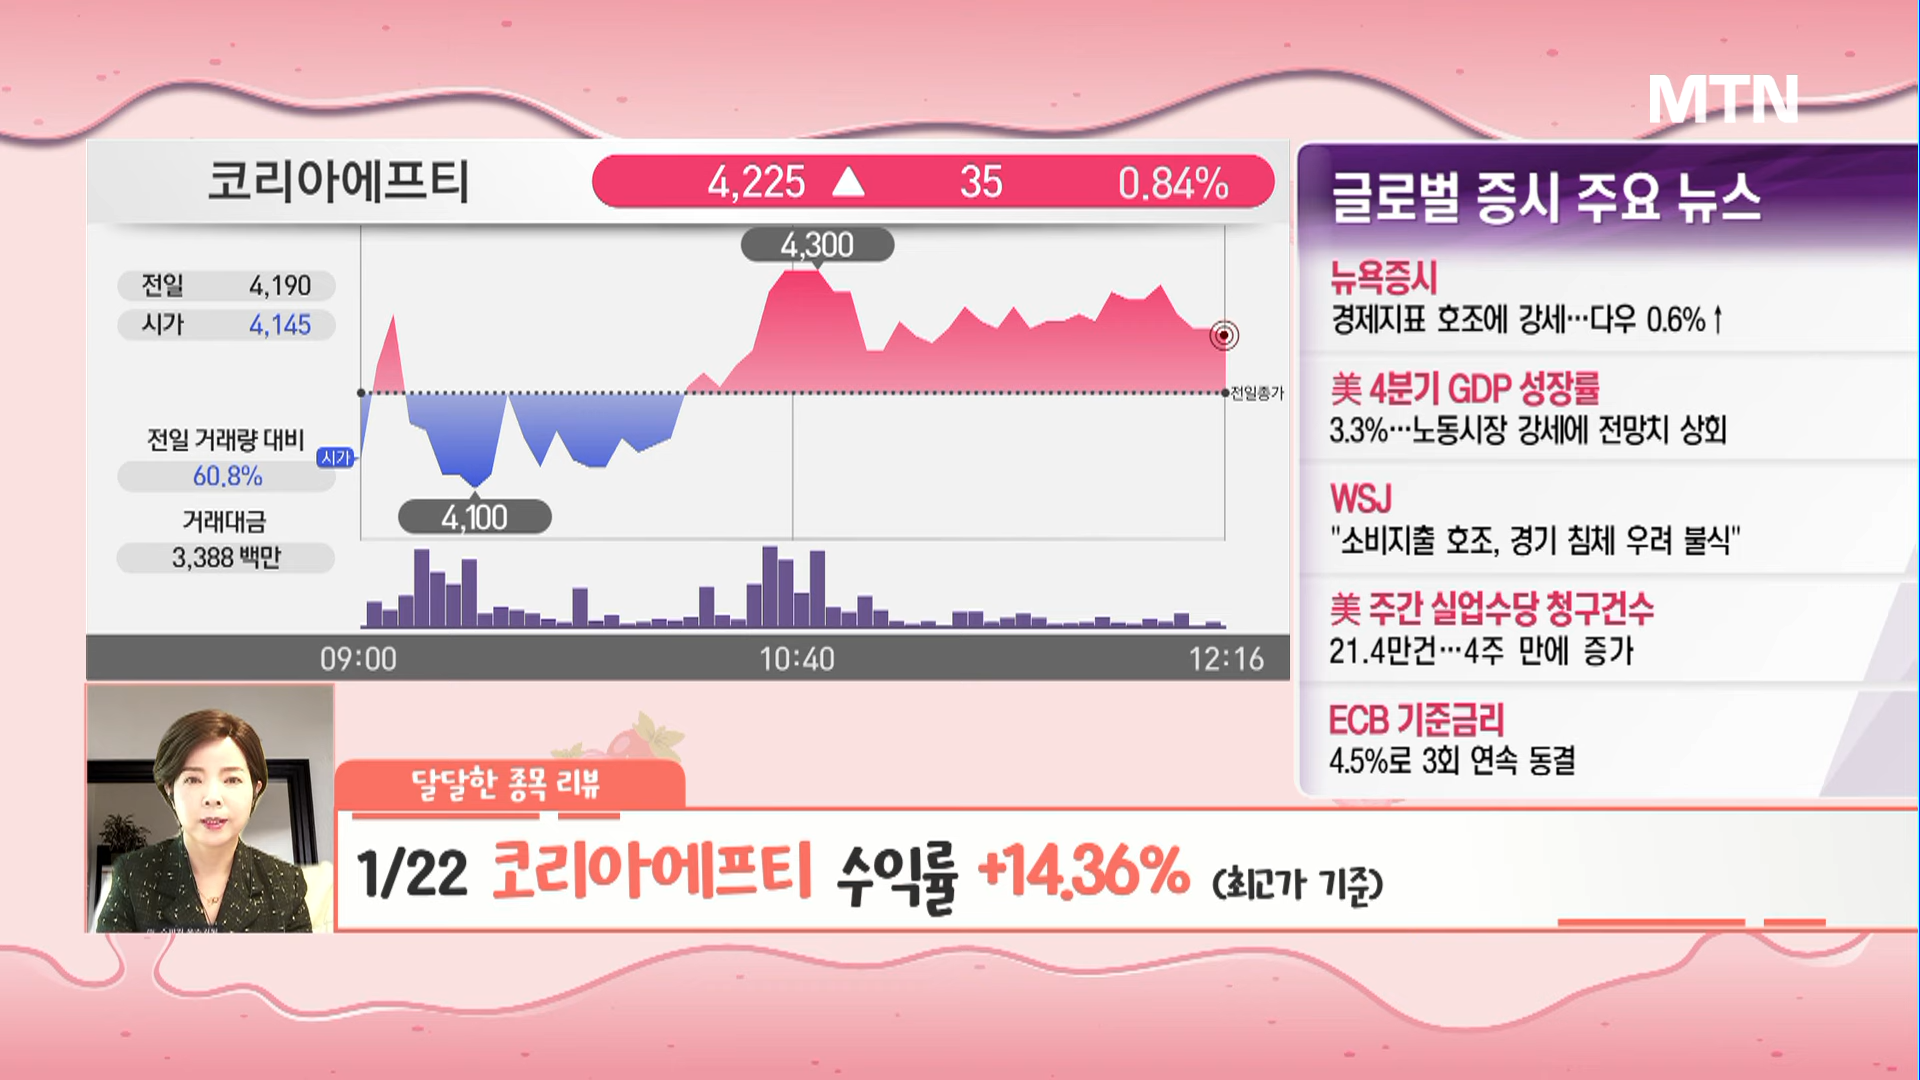 MTN
코리아에프티 4,225 ▲ 35 0.84%
전일 4,190
시가 4,145
전일 거래량 대비
60.8%
거래대금
3,388 백만
4,300
전일종가
시가
4,100
09:00 10:40 12:16
글로벌 증시 주요 뉴스
뉴욕증시
경제지표 호조에 강세…다우 0.6%↑
美 4분기 GDP 성장률
3.3%…노동시장 강세에 전망치 상회
WSJ
"소비지출 호조, 경기 침체 우려 불식"
美 주간 실업수당 청구건수
21.4만건…4주 만에 증가
ECB 기준금리
4.5%로 3회 연속 동결
달달한 종목 리뷰
1/22 코리아에프티 수익률 +14.36% (최고가 기준)